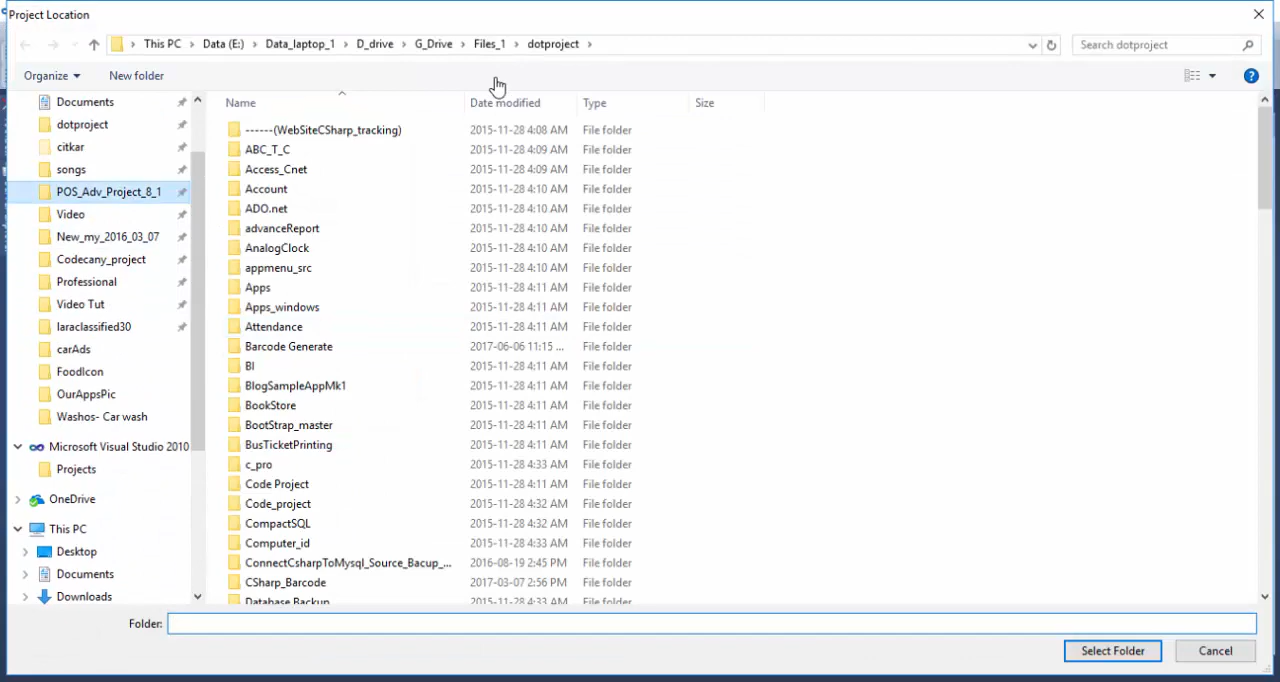 Project Location
This PC > Data (E:) > Data_laptop_1 > D_drive > G_Drive > Files_1 > dotproject >
Search dotproject
Organize
New folder
Documents
dotproject
citkar
songs
POS_Adv_Project_8_1
Video
New_my_2016_03_07
Codecany_project
Professional
Video Tut
laraclassified30
carAds
FoodIcon
OurAppsPic
Washos- Car wash
Microsoft Visual Studio 2010
Projects
OneDrive
This PC
Desktop
Documents
Downloads
Name Date modified Type Size
------(WebSiteCSharp_tracking) 2015-11-28 4:08 AM File folder
ABC_T_C 2015-11-28 4:09 AM File folder
Access_Cnet 2015-11-28 4:09 AM File folder
Account 2015-11-28 4:10 AM File folder
ADO.net 2015-11-28 4:10 AM File folder
advanceReport 2015-11-28 4:10 AM File folder
AnalogClock 2015-11-28 4:10 AM File folder
appmenu_src 2015-11-28 4:10 AM File folder
Apps 2015-11-28 4:10 AM File folder
Apps_windows 2015-11-28 4:11 AM File folder
Attendance 2015-11-28 4:11 AM File folder
Barcode Generate 2017-06-06 11:15 ... File folder
BI 2015-11-28 4:11 AM File folder
BlogSampleAppMk1 2015-11-28 4:11 AM File folder
BookStore 2015-11-28 4:11 AM File folder
BootStrap_master 2015-11-28 4:11 AM File folder
BusTicketPrinting 2015-11-28 4:11 AM File folder
c_pro 2015-11-28 4:33 AM File folder
Code Project 2015-11-28 4:11 AM File folder
Code_project 2015-11-28 4:32 AM File folder
CompactSQL 2015-11-28 4:32 AM File folder
Computer_id 2015-11-28 4:33 AM File folder
ConnectCsharpToMysql_Source_Bacup_... 2016-08-19 2:45 PM File folder
CSharp_Barcode 2017-03-07 2:56 PM File folder
Database Backup 2015-11-28 4:33 AM File folder
Folder:
Select Folder
Cancel